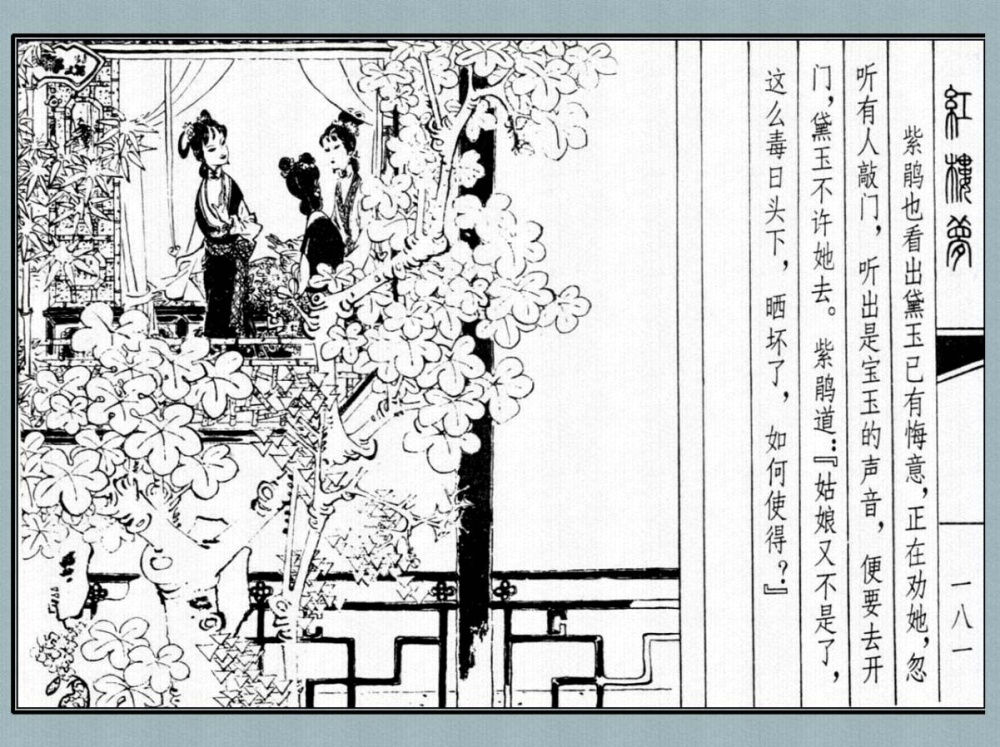 红楼梦
一八一
紫鹃也看出黛玉已有悔意，正在劝她，忽
听有人敲门，听出是宝玉的声音，便要去开
门，黛玉不许她去。紫鹃道：『姑娘又不是了，
这么毒日头下，晒坏了，如何使得？』